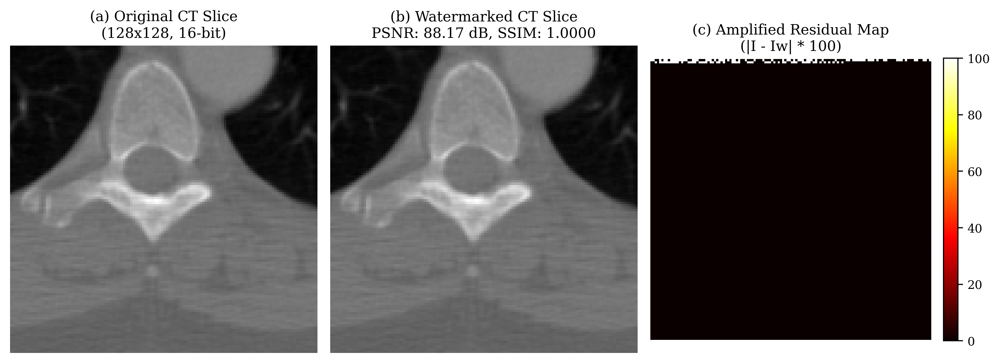 (a) Original CT Slice
(128x128, 16-bit)
(b) Watermarked CT Slice
PSNR: 88.17 dB, SSIM: 1.0000
(c) Amplified Residual Map
(|I - Iw| * 100)
100
80
60
40
20
0